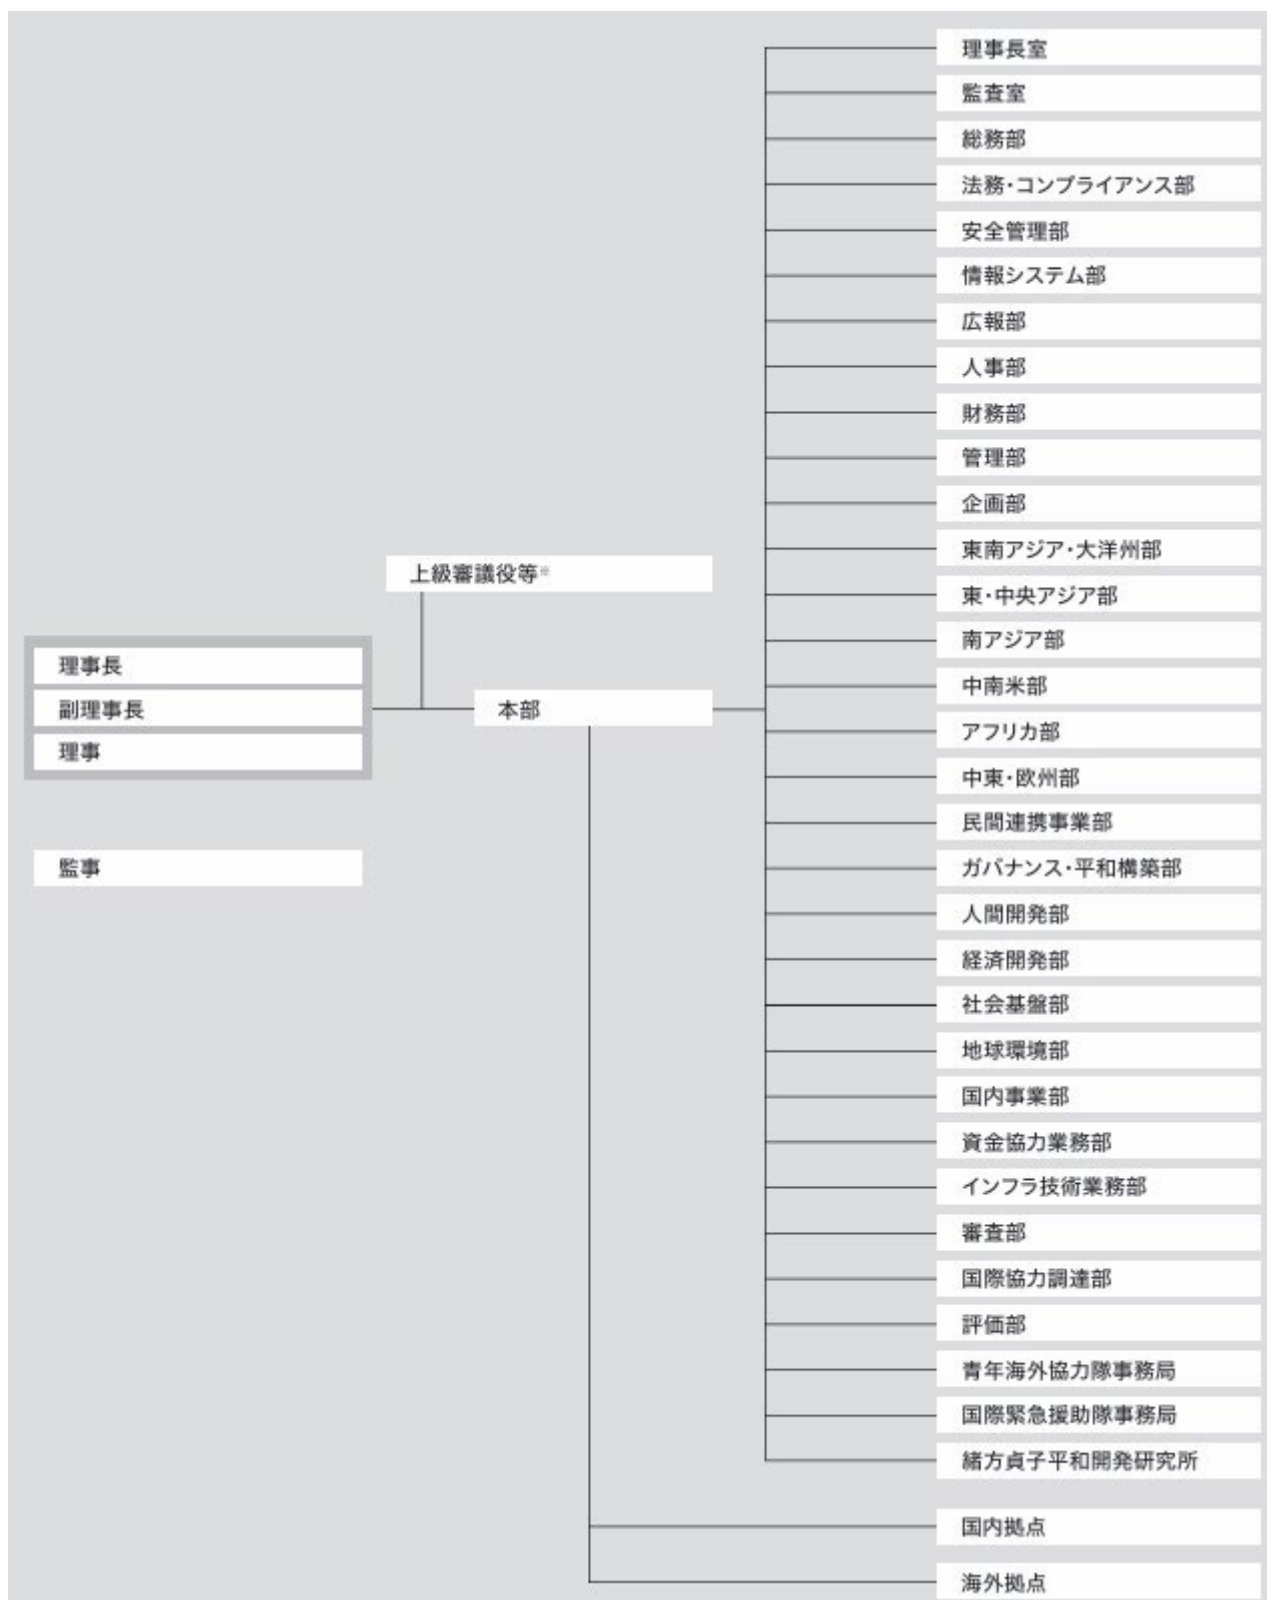 理事長室
監査室
総務部
法務・コンプライアンス部
安全管理部
情報システム部
広報部
人事部
財務部
管理部
企画部
東南アジア・大洋州部
東・中央アジア部
南アジア部
中南米部
アフリカ部
中東・欧州部
民間連携事業部
ガバナンス・平和構築部
人間開発部
経済開発部
社会基盤部
地球環境部
国内事業部
資金協力業務部
インフラ技術業務部
審査部
国際協力調達部
評価部
青年海外協力隊事務局
国際緊急援助隊事務局
緒方貞子平和開発研究所
国内拠点
海外拠点
上級審議役等※
本部
理事長
副理事長
理事
監事